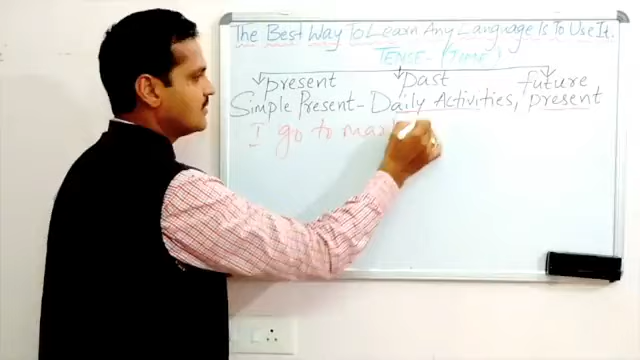 The Best Way To Learn Any Language Is To Use It.
TENSE- (TIME)
present past future
Simple Present- Daily Activities, present
I go to